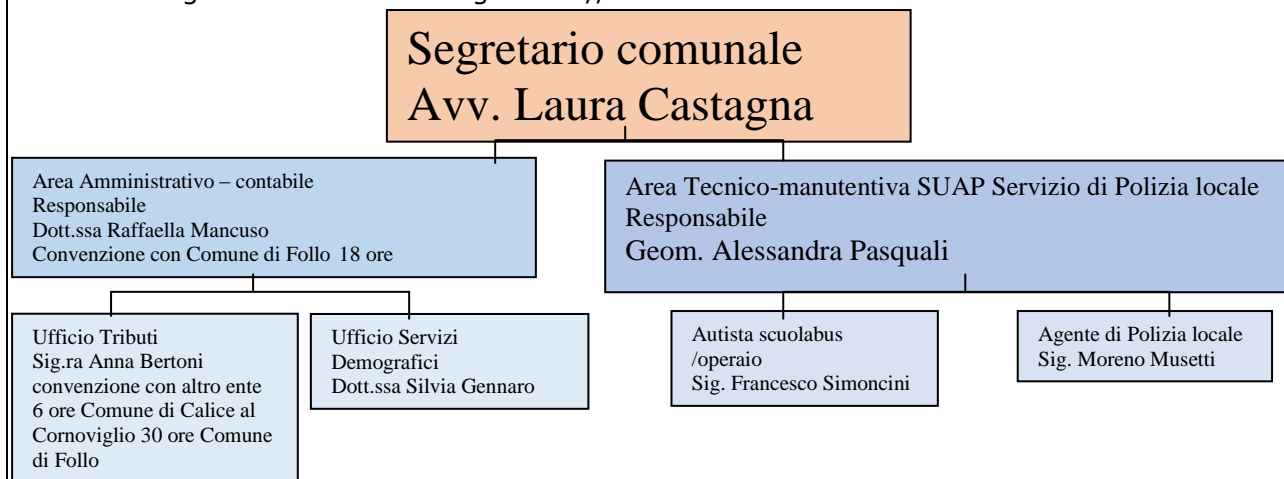 Segretario comunale
Avv. Laura Castagna
Area Amministrativo – contabile
Responsabile
Dott.ssa Raffaella Mancuso
Convenzione con Comune di Follo 18 ore
Area Tecnico-manutentiva SUAP Servizio di Polizia locale
Responsabile
Geom. Alessandra Pasquali
Ufficio Tributi
Sig.ra Anna Bertoni
convenzione con altro ente
6 ore Comune di Calice al
Cornoviglio 30 ore Comune
di Follo
Ufficio Servizi
Demografici
Dott.ssa Silvia Gennaro
Autista scuolabus
/operaio
Sig. Francesco Simoncini
Agente di Polizia locale
Sig. Moreno Musetti